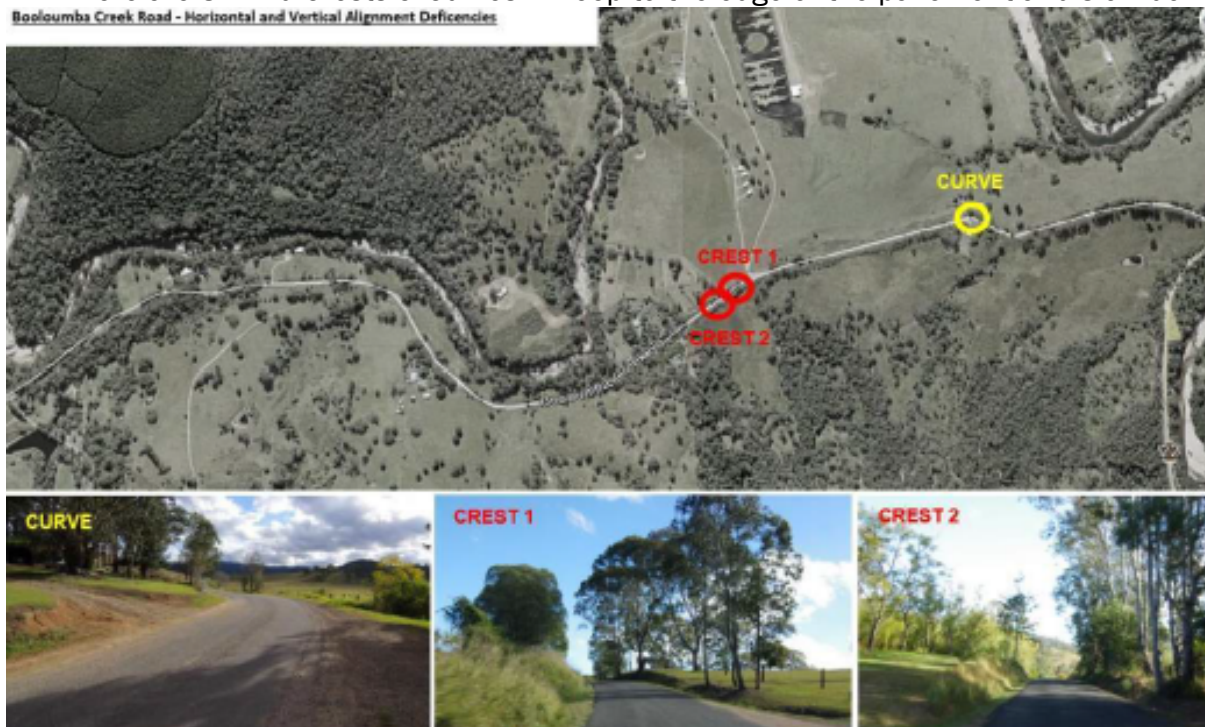 Booloumba Creek Road - Horizontal and Vertical Alignment Deficencies
CURVE
CREST 1
CREST 2
CURVE
CREST 1
CREST 2